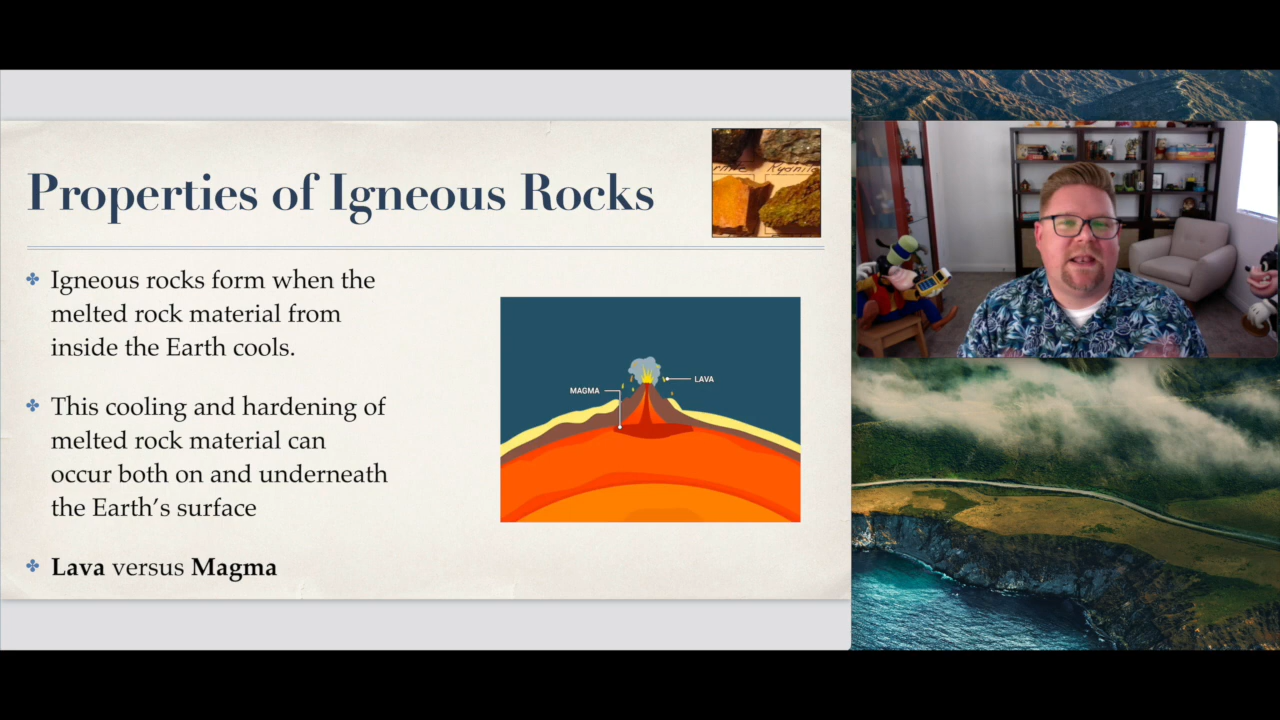 Properties of Igneous Rocks
Kyanite
Igneous rocks form when the
melted rock material from
inside the Earth cools.
This cooling and hardening of
melted rock material can
occur both on and underneath
the Earth’s surface
Lava versus Magma
LAVA
MAGMA